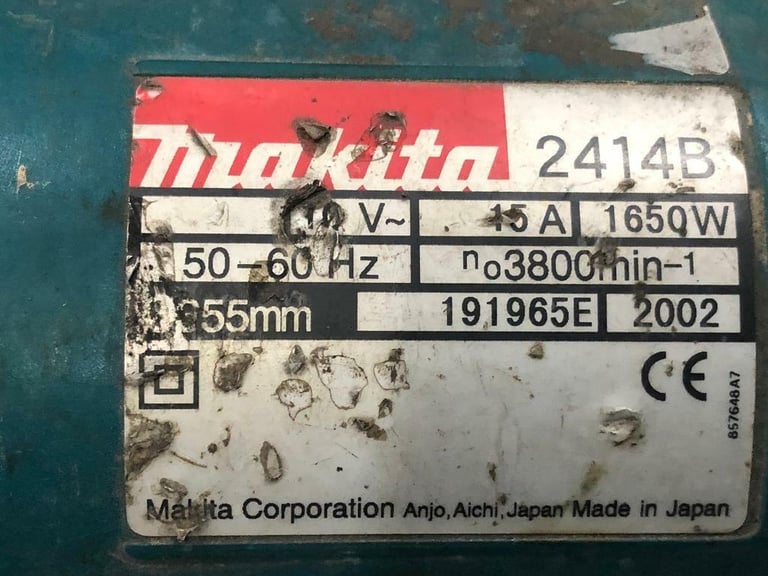 makita 2414B
V~ 15 A 1650W
50-60 Hz no3800min-1
355mm 191965E 2002
CE
857648A7
Makita Corporation Anjo, Aichi, Japan Made in Japan